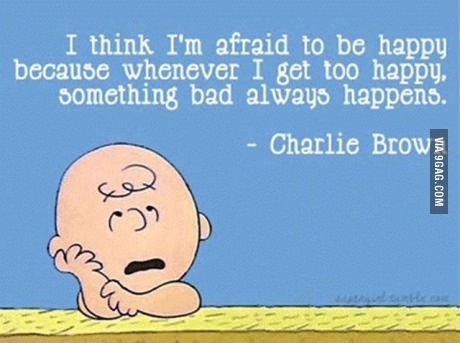 I think I'm afraid to be happy
because whenever I get too happy,
something bad always happens.
- Charlie Brow
VIA 9GAG.COM